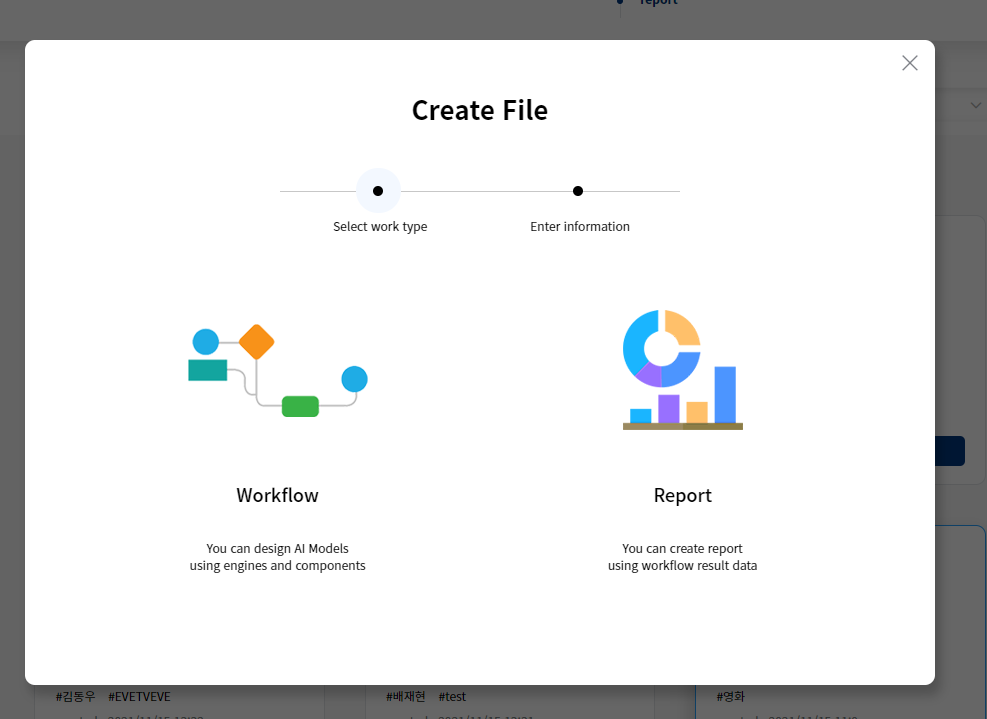 report
Create File
Select work type
Enter information
Workflow
Report
You can design AI Models
using engines and components
You can create report
using workflow result data
#김동우 #EVETVEVE
#배재현 #test
#영화